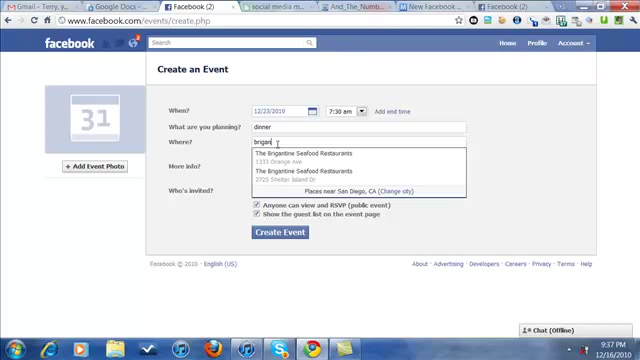 Gmail - Terry, y
Google Docs - 
Facebook (2)
social media m
And_The_Numb
New Facebook
Facebook (2)
www.facebook.com/events/create.php
facebook
2
Search
Home Profile Account
Create an Event
31
+ Add Event Photo
When? 12/23/2010 7:30 am Add end time
What are you planning? dinner
Where? brigan
The Brigantine Seafood Restaurants
1333 Orange Ave
The Brigantine Seafood Restaurants
2725 Shelter Island Dr
Places near San Diego, CA (Change city)
More info?
Who's invited?
Anyone can view and RSVP (public event)
Show the guest list on the event page
Create Event
Facebook © 2010 · English (US)
About · Advertising · Developers · Careers · Privacy · Terms · Help
Chat (Offline)
9:37 PM
12/16/2010